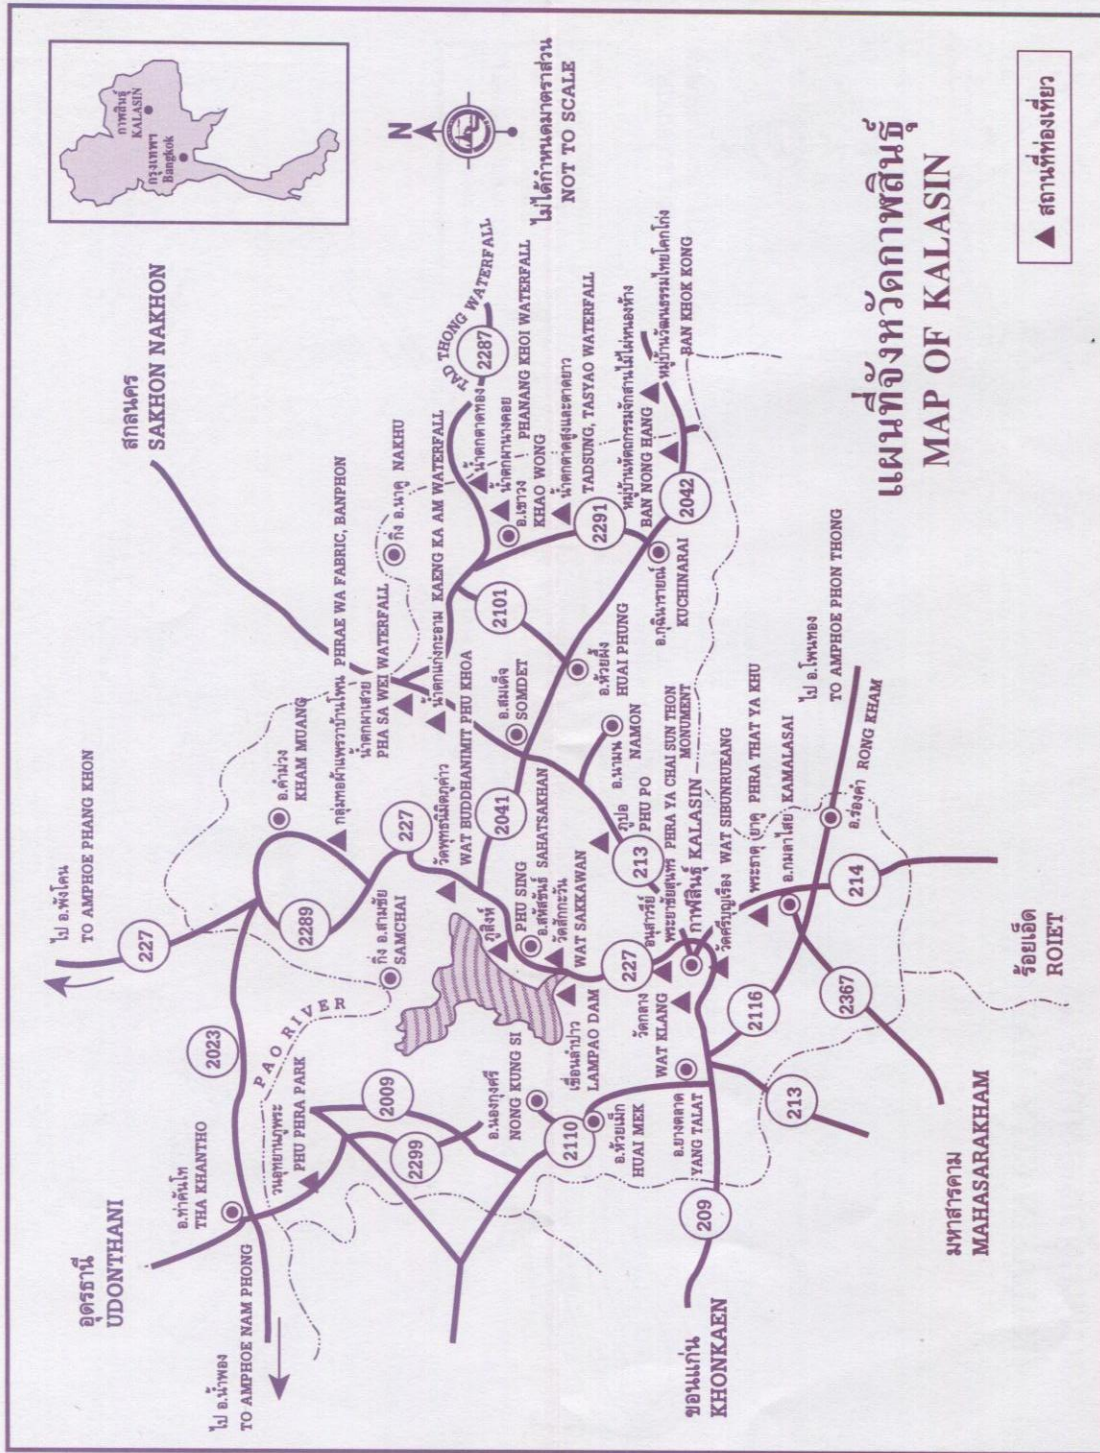 อุดรธานี
UDONTHANI
ไป อ.น้ำพอง
TO AMPHOE NAM PHONG
อ.ท่าคันโท
THA KHANTHO
2023
ไป อ.พังโคน
TO AMPHOE PHANG KHON
227
PAO RIVER
วนอุทยานภูพระ
PHU PHRA PARK
2009
2299
อ.หนองกุงศรี
NONG KUNG SI
2110
อ.ห้วยเม็ก
HUAI MEK
อ.ยางตลาด
YANG TALAT
209
ขอนแก่น
KHONKAEN
กิ่ง อ.สามชัย
SAMCHAI
2289
อ.คำม่วง
KHAM MUANG
กลุ่มทอผ้าแพรวาบ้านโพน PHRAE WA FABRIC, BANPHON
227
น้ำตกผาเสวย
PHA SA WEI WATERFALL
น้ำตกแก่งกะอาม KAENG KA AM WATERFALL
วัดพุทธนิมิตภูค่าว
WAT BUDDHANIMIT PHU KHOA
2041
ภูสิงห์
PHU SING
อ.สหัสขันธ์ SAHATSAKHAN
วัดสักกะวัน
WAT SAKKAWAN
เขื่อนลำปาว
LAMPAO DAM
227
วัดกลาง
WAT KLANG
อนุสาวรีย์
พระยาชัยสุนทร PHRA YA CHAI SUN THON
MONUMENT
กาฬสินธุ์ KALASIN
วัดศรีบุญเรือง WAT SIBUNRUEANG
213
ภูปอ
PHU PO
อ.นามน
NAMON
อ.สมเด็จ
SOMDET
2101
อ.ห้วยผึ้ง
HUAI PHUNG
สกลนคร
SAKHON NAKHON
กิ่ง อ.นาคู NAKHU
TAD THONG WATERFALL
2287
น้ำตกตาดทอง
น้ำตกผานางคอย
PHANANG KHOI WATERFALL
อ.เขาวง
KHAO WONG
น้ำตกตาดสูงและตาดยาว
TADSUNG, TASYAO WATERFALL
2291
หมู่บ้านหัตถกรรมจักสานไม้ไผ่หนองห้าง
BAN NONG HANG
หมู่บ้านวัฒนธรรมไทยโคกโก่ง
BAN KHOK KONG
2042
อ.กุฉินารายณ์
KUCHINARAI
พระธาตุ (ยาคู PHRA THAT YA KHU
อ.กมลาไสย KAMALASAI
ไป อ.โพนทอง
TO AMPHOE PHON THONG
อ.ร่องคำ RONG KHAM
214
2116
2367
213
มหาสารคาม
MAHASARAKHAM
ร้อยเอ็ด
ROIET
กาฬสินธุ์
KALASIN
กรุงเทพฯ
Bangkok
N
ไม่ได้กำหนดมาตราส่วน
NOT TO SCALE
แผนที่จังหวัดกาฬสินธุ์
MAP OF KALASIN
สถานที่ท่องเที่ยว